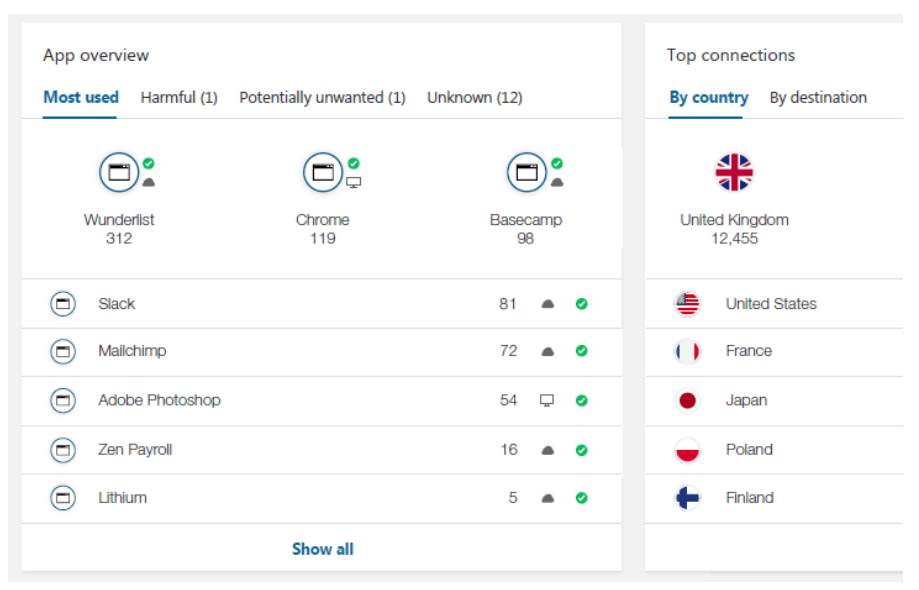 App overview
Most used Harmful (1) Potentially unwanted (1) Unknown (12)
Wunderlist
312
Chrome
119
Basecamp
98
Slack 81
Mailchimp 72
Adobe Photoshop 54
Zen Payroll 16
Lithium 5
Show all
Top connections
By country By destination
United Kingdom
12,455
United States
France
Japan
Poland
Finland